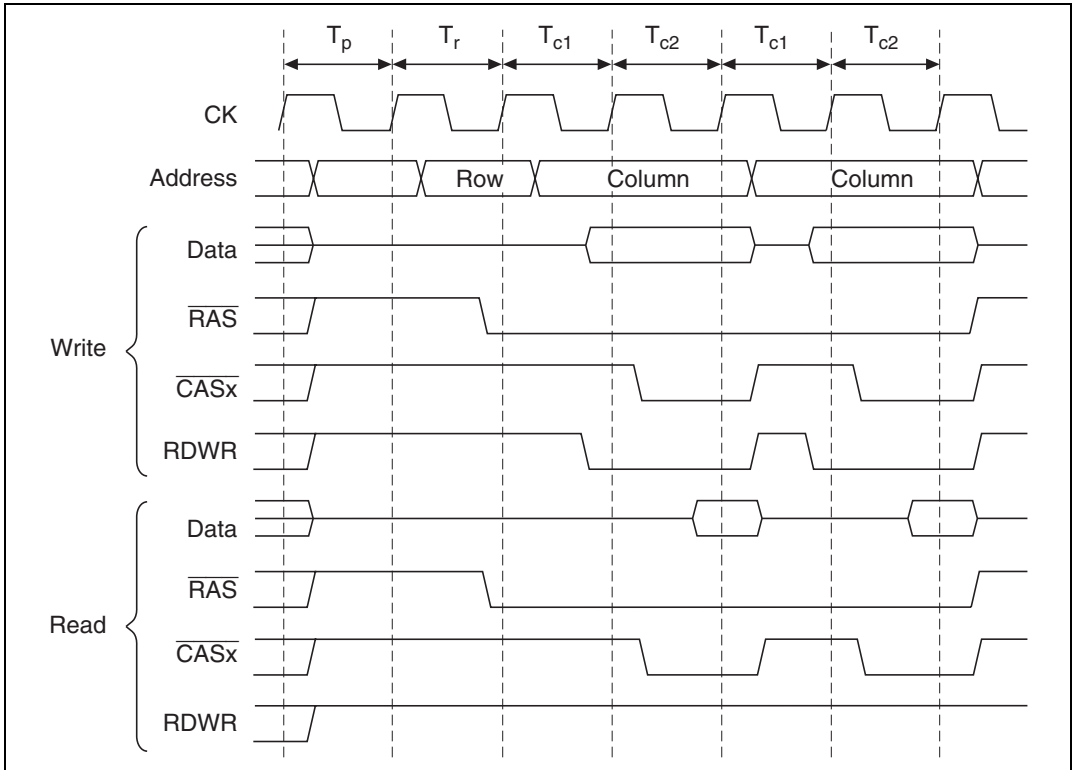 Tp Tr Tc1 Tc2 Tc1 Tc2
CK
Address Row Column Column
Write
Data
RAS
CASx
RDWR
Read
Data
RAS
CASx
RDWR